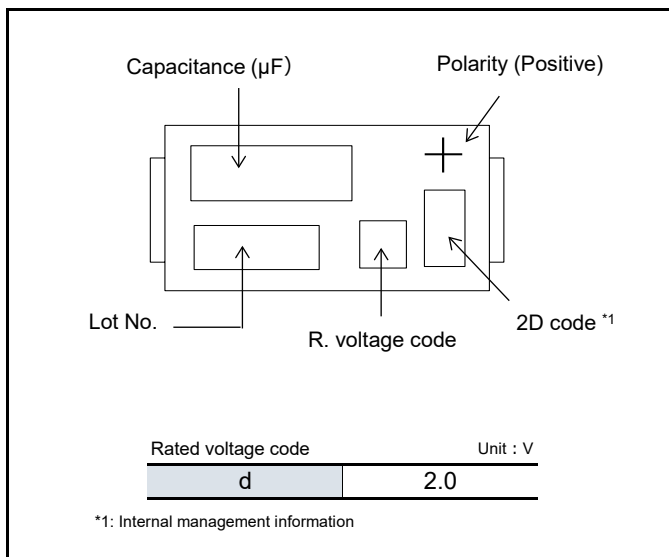 Capacitance (μF） Polarity (Positive)
+
Lot No. R. voltage code 2D code *1
Rated voltage code Unit：V
d 2.0
*1: Internal management information